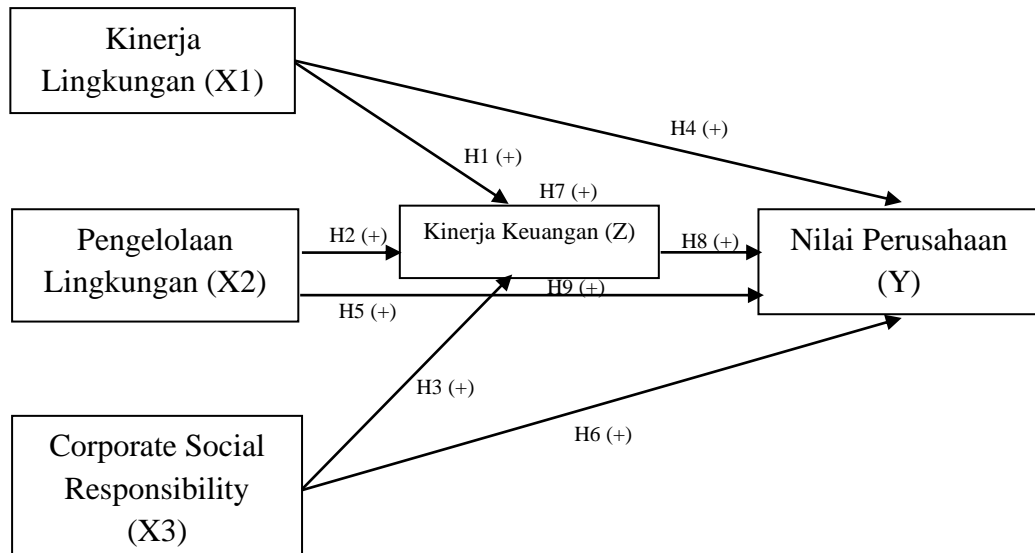 Kinerja
Lingkungan (X1)
H4 (+)
H1 (+)
H7 (+)
Pengelolaan
Lingkungan (X2)
H2 (+)
Kinerja Keuangan (Z)
H8 (+)
Nilai Perusahaan
(Y)
H9 (+)
H5 (+)
H3 (+)
H6 (+)
Corporate Social
Responsibility
(X3)